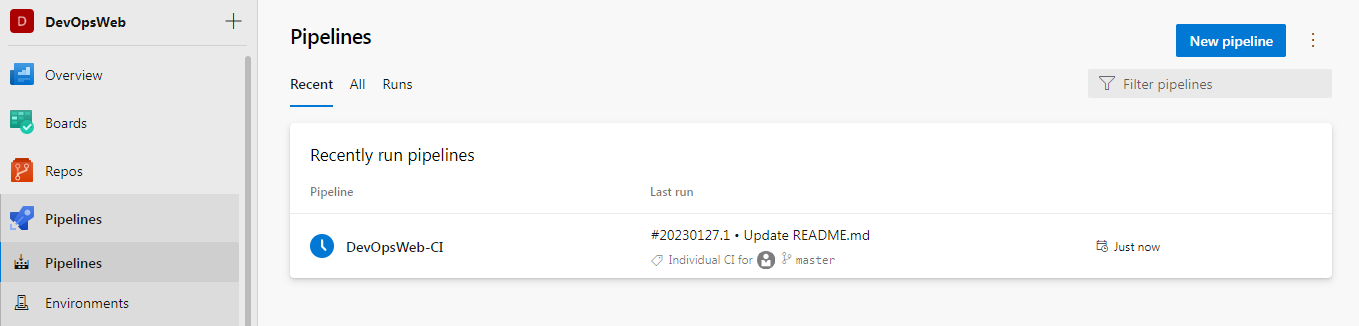 D DevOpsWeb
Overview
Boards
Repos
Pipelines
Pipelines
Environments
Pipelines
New pipeline
Recent All Runs
Filter pipelines
Recently run pipelines
Pipeline Last run
DevOpsWeb-CI
#20230127.1 • Update README.md
Individual CI for master
Just now